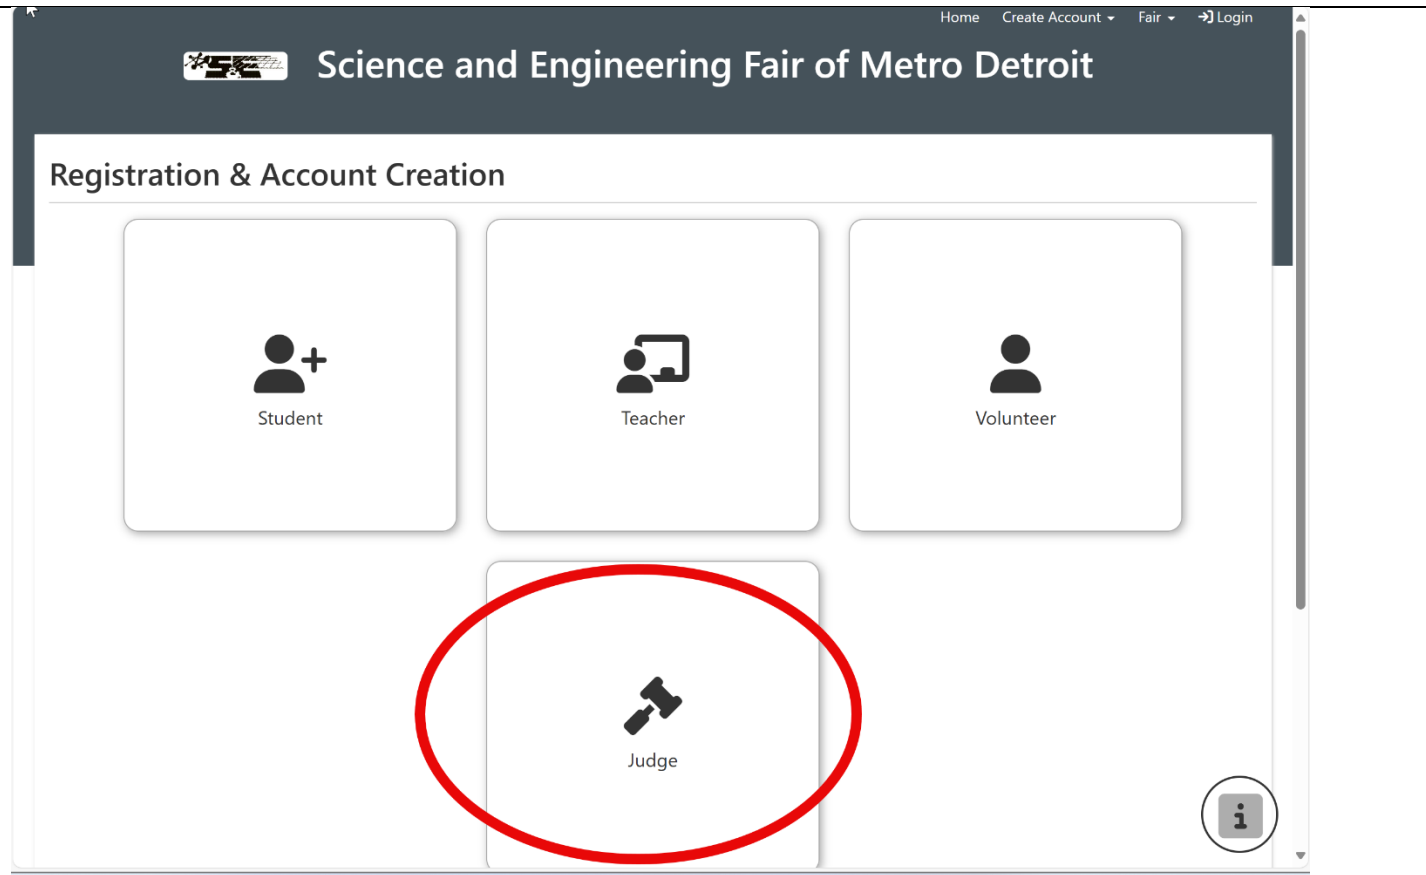 Home Create Account Fair Login
S&E
Science and Engineering Fair of Metro Detroit
Registration & Account Creation
Student
Teacher
Volunteer
Judge
i